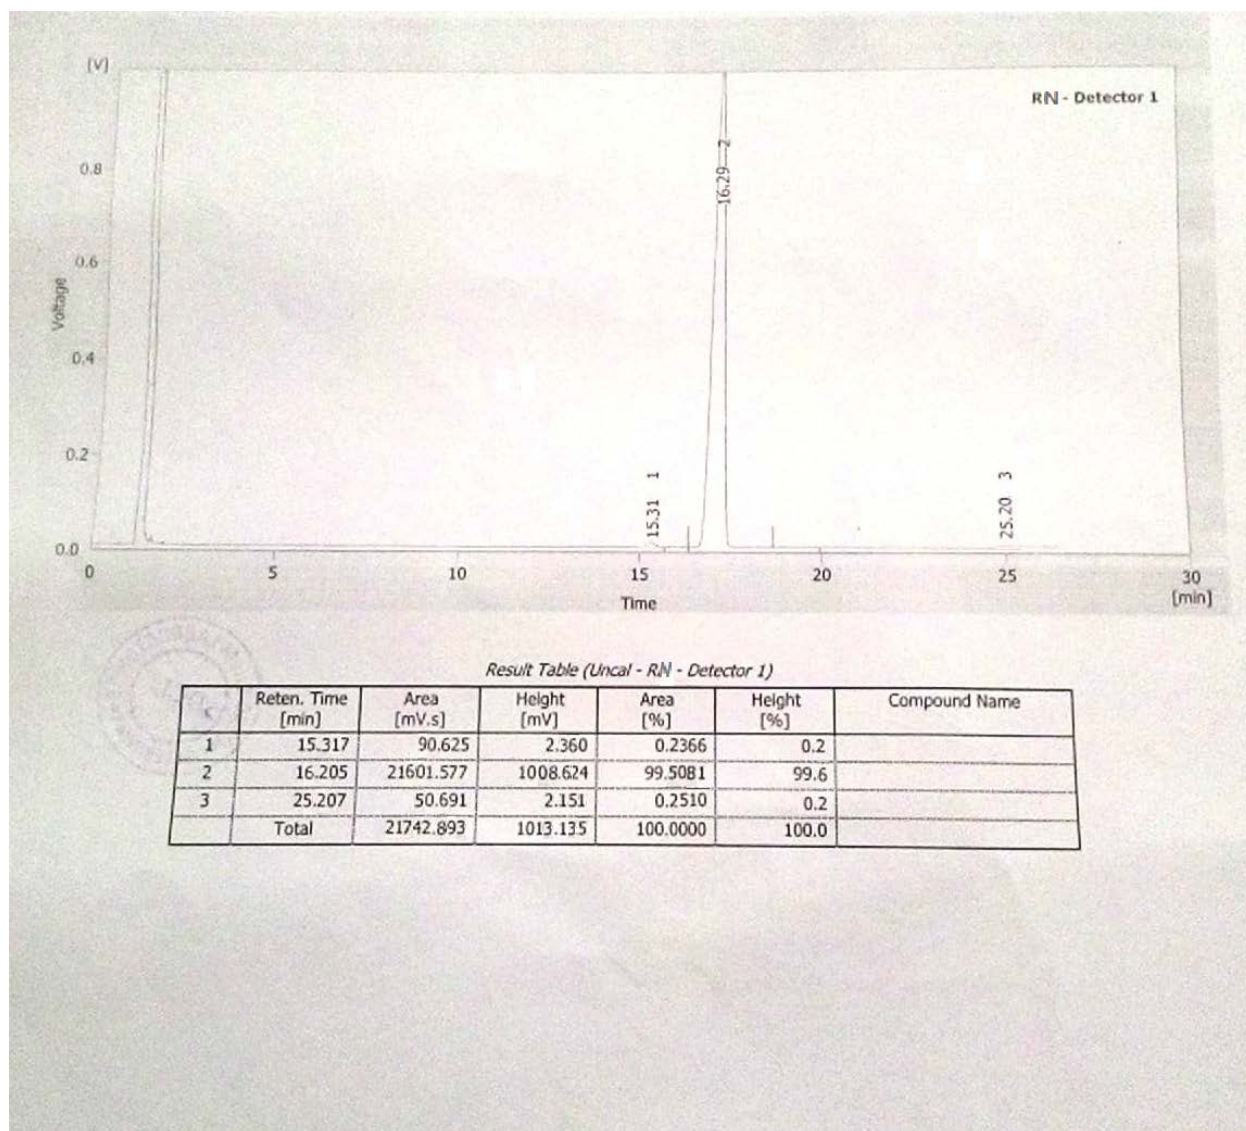 [V]
RN - Detector 1
0.8
0.6
0.4
0.2
0.0
Voltage
16.29 2
15.31 1
25.20 3
0 5 10 15 20 25 30
Time [min]
Result Table (Uncal - RN - Detector 1)
Reten. Time [min] Area [mV.s] Height [mV] Area [%] Height [%] Compound Name
1 15.317 90.625 2.360 0.2366 0.2
2 16.205 21601.577 1008.624 99.5081 99.6
3 25.207 50.691 2.151 0.2510 0.2
Total 21742.893 1013.135 100.0000 100.0